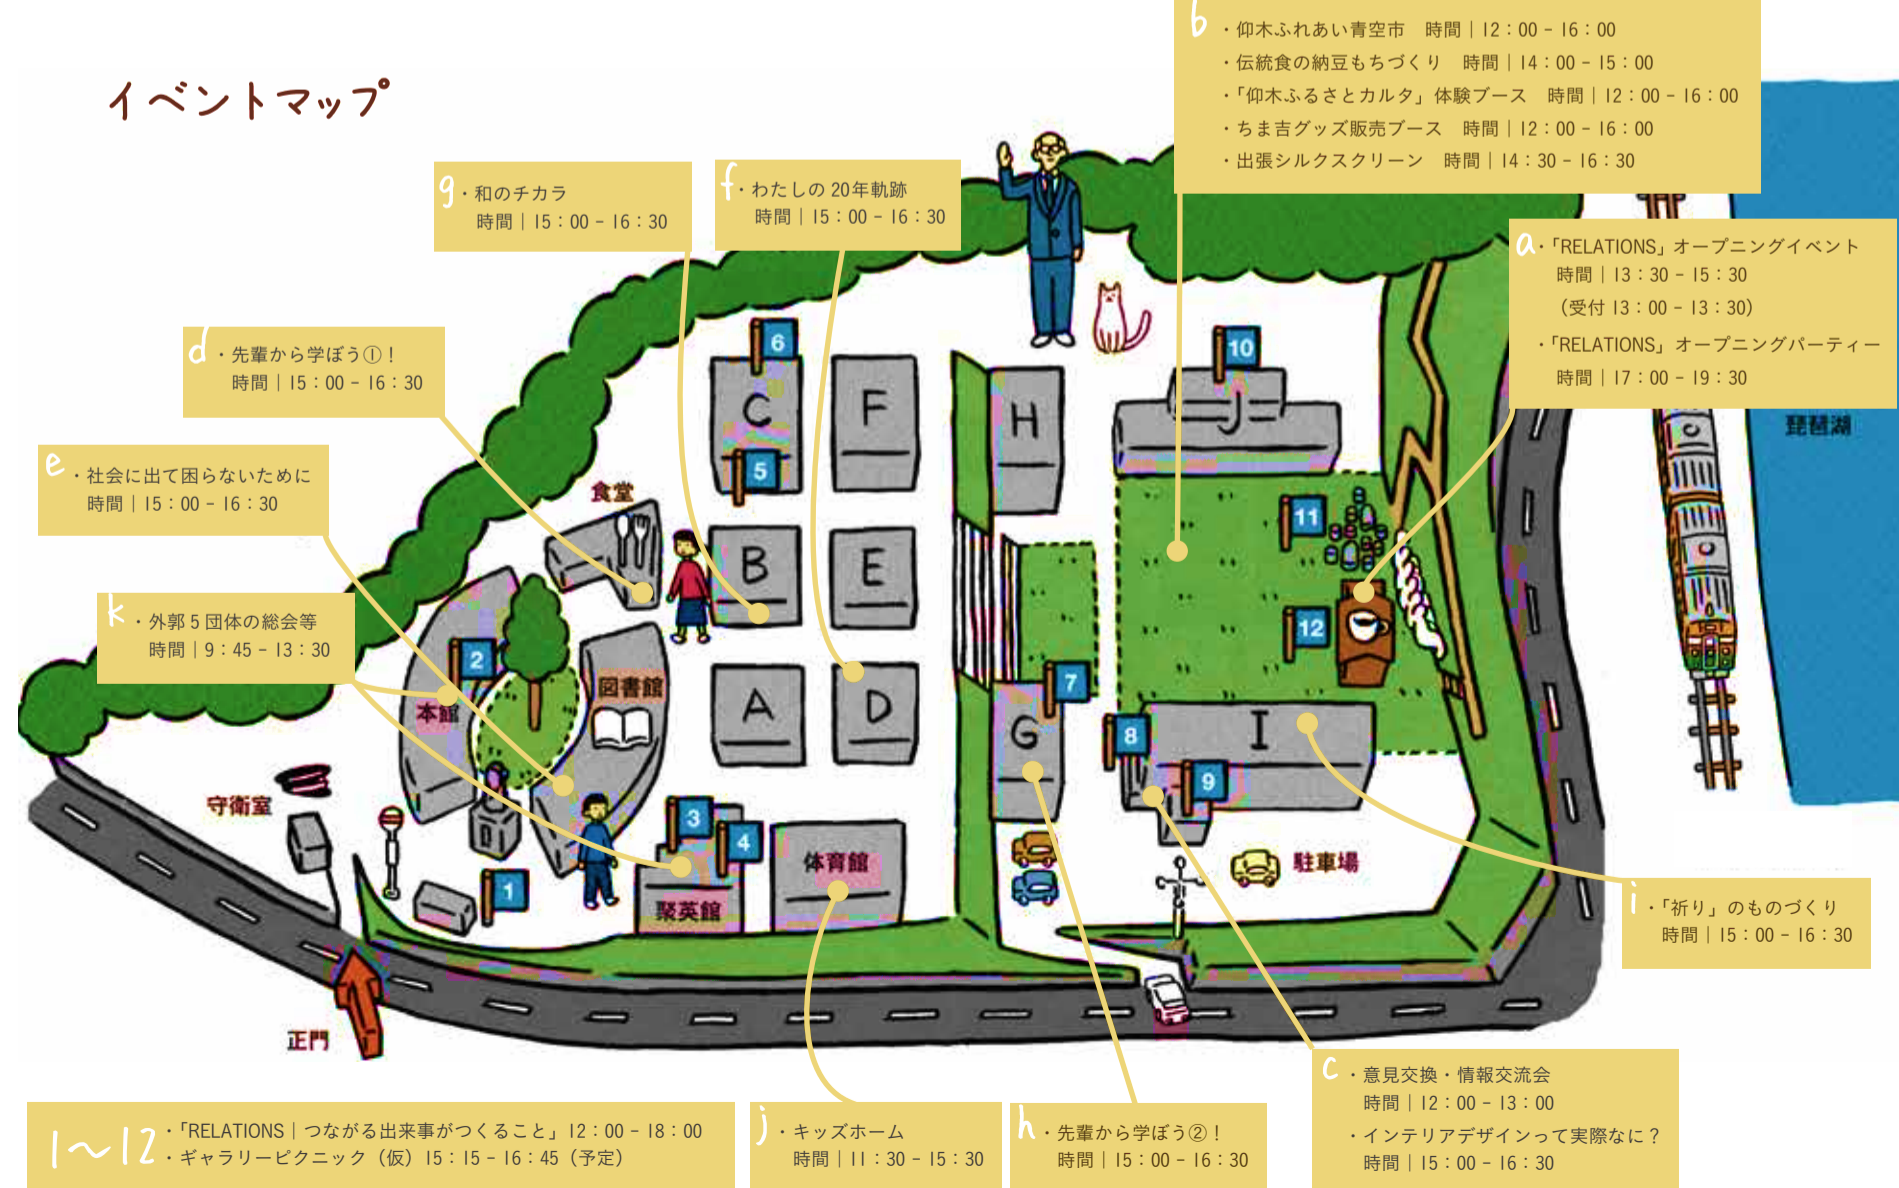 イベントマップ
b
・仰木ふれあい青空市　時間｜12：00－16：00
・伝統食の納豆もちづくり　時間｜14：00－15：00
・「仰木ふるさとカルタ」体験ブース　時間｜12：00－16：00
・ちま吉グッズ販売ブース　時間｜12：00－16：00
・出張シルクスクリーン　時間｜14：30－16：30
g
・和のチカラ
時間｜15：00－16：30
f
・わたしの20年軌跡
時間｜15：00－16：30
a
・「RELATIONS」オープニングイベント
時間｜13：30－15：30
（受付 13：00－13：30）
・「RELATIONS」オープニングパーティー
時間｜17：00－19：30
d
・先輩から学ぼう①！
時間｜15：00－16：30
e
・社会に出て困らないために
時間｜15：00－16：30
k
・外郭5団体の総会等
時間｜9：45－13：30
琵琶湖
6
C
5
F
H
10
J
食堂
B
E
11
12
2
本館
図書館
A
D
7
G
8
I
9
守衛室
3
4
1
聚英館
体育館
駐車場
正門
i
・「祈り」のものづくり
時間｜15：00－16：30
c
・意見交換・情報交流会
時間｜12：00－13：00
・インテリアデザインって実際なに？
時間｜15：00－16：30
1～12
・「RELATIONS｜つながる出来事がつくること」12：00－18：00
・ギャラリーピクニック（仮）15：15－16：45（予定）
j
・キッズホーム
時間｜11：30－15：30
h
・先輩から学ぼう②！
時間｜15：00－16：30